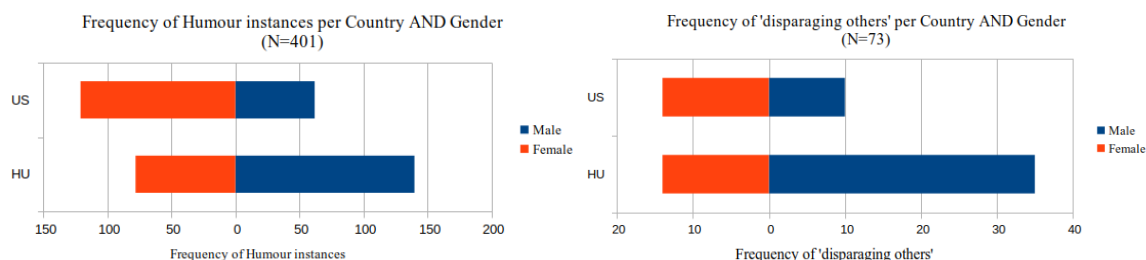 Frequency of Humour instances per Country AND Gender
(N=401)
US
HU
150 100 50 0 50 100 150 200
Frequency of Humour instances
Male
Female
Frequency of 'disparaging others' per Country AND Gender
(N=73)
US
HU
20 10 0 10 20 30 40
Frequency of 'disparaging others'
Male
Female